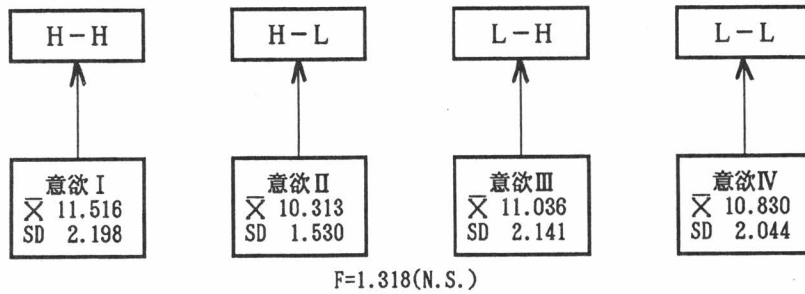 H-H H-L L-H L-L
意欲Ⅰ 意欲Ⅱ 意欲Ⅲ 意欲Ⅳ
X̅ 11.516 X̅ 10.313 X̅ 11.036 X̅ 10.830
SD 2.198 SD 1.530 SD 2.141 SD 2.044
F=1.318(N.S.)